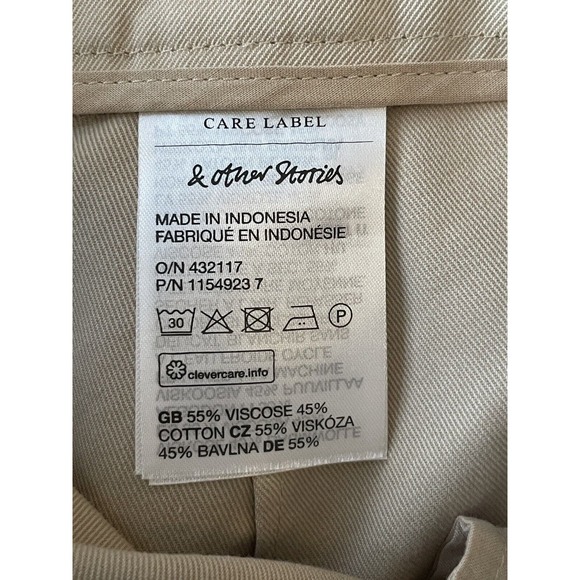 CARE LABEL
& other Stories
MADE IN INDONESIA
FABRIQUÉ EN INDONÉSIE
O/N 432117
P/N 1154923 7
30 P
clevercare.info
GB 55% VISCOSE 45%
COTTON CZ 55% VISKÓZA
45% BAVLNA DE 55%